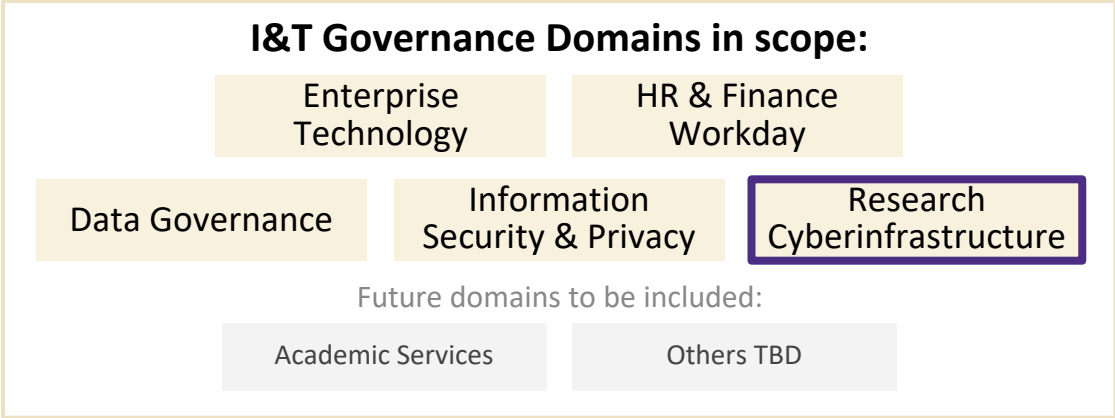 I&T Governance Domains in scope:
Enterprise
Technology
HR & Finance
Workday
Data Governance
Information
Security & Privacy
Research
Cyberinfrastructure
Future domains to be included:
Academic Services
Others TBD